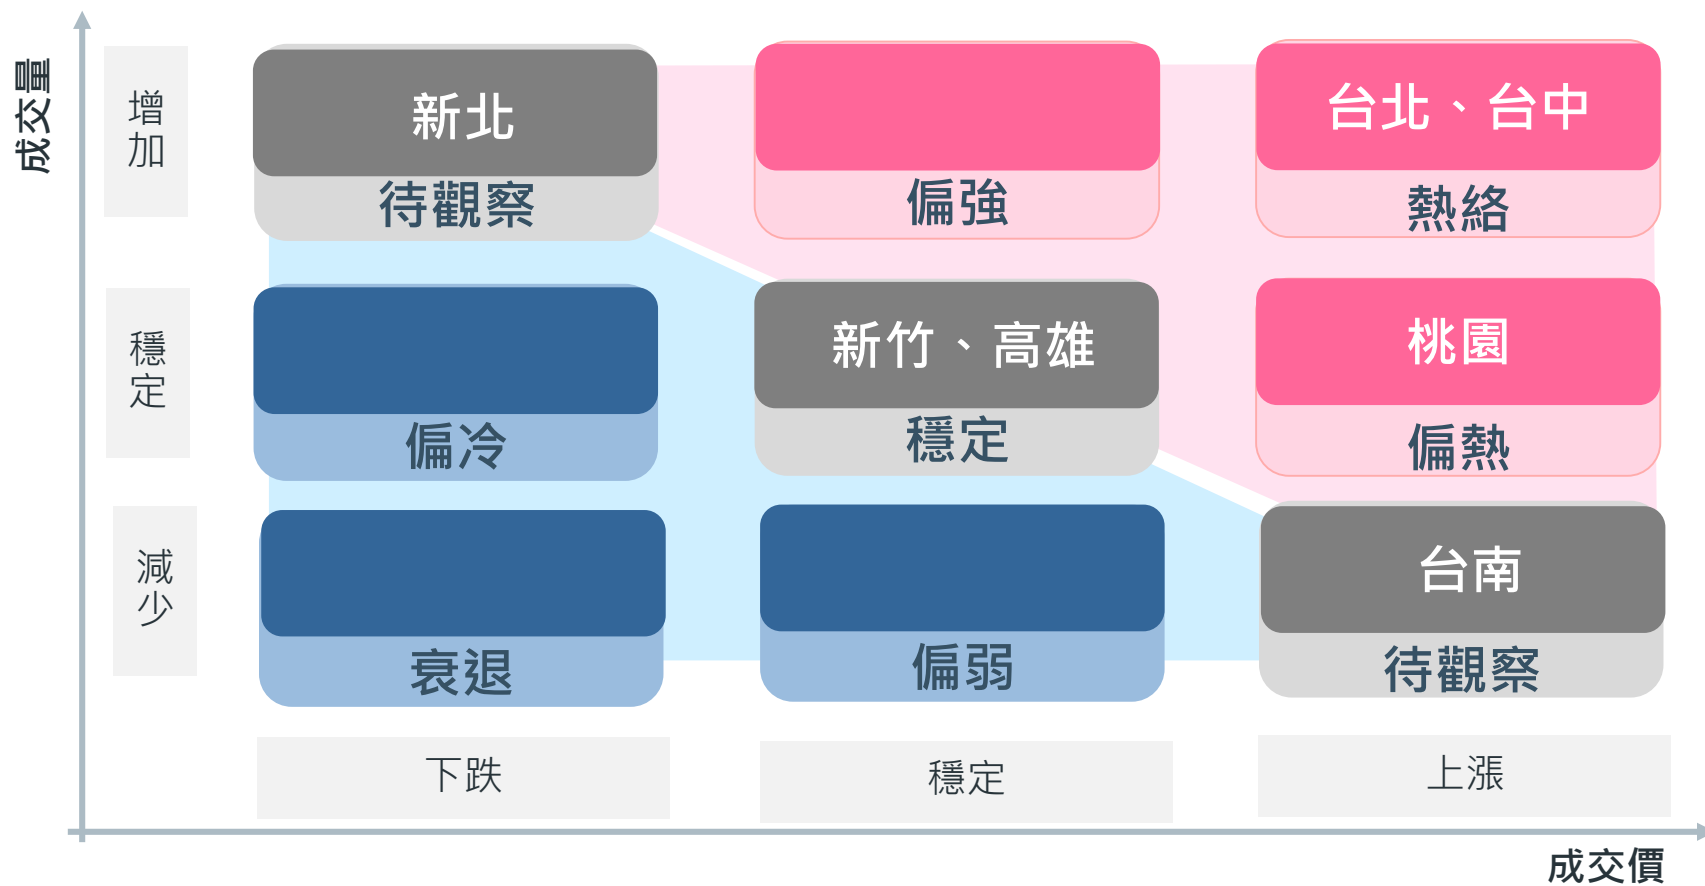 成交量
增加
新北
待觀察
偏強
台北、台中
熱絡
穩定
偏冷
新竹、高雄
穩定
桃園
偏熱
減少
衰退
偏弱
台南
待觀察
下跌
穩定
上漲
成交價